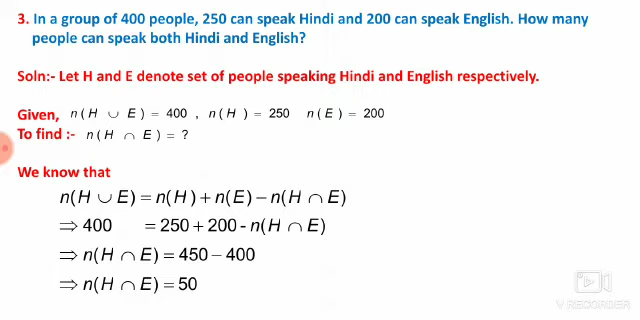 3. In a group of 400 people, 250 can speak Hindi and 200 can speak English. How many
people can speak both Hindi and English?
Soln:- Let H and E denote set of people speaking Hindi and English respectively.
Given, n ( H ∪ E ) = 400 , n ( H ) = 250 n ( E ) = 200
To find :- n ( H ∩ E ) = ?
We know that
n(H ∪ E) = n(H) + n(E) − n(H ∩ E)
⇒ 400 = 250 + 200 - n(H ∩ E)
⇒ n(H ∩ E) = 450 − 400
⇒ n(H ∩ E) = 50
V RECORDER